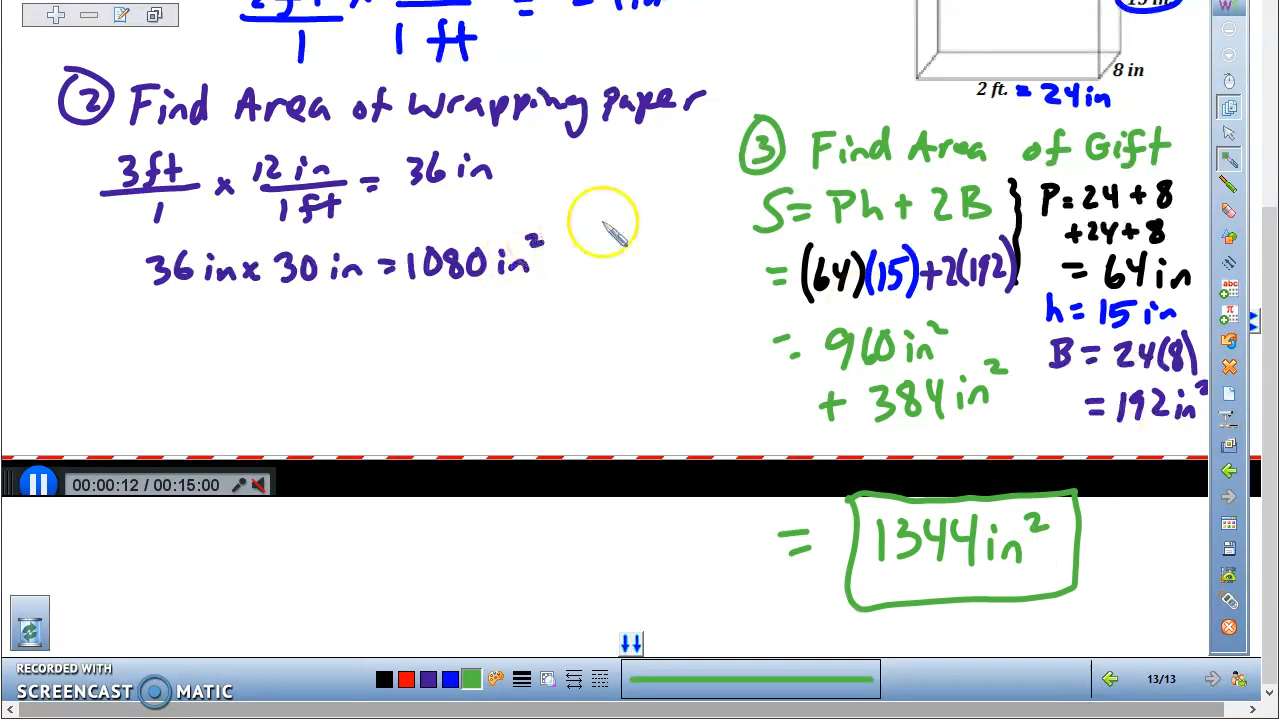 1
1 ft
15 in
8 in
2 ft. = 24 in
② Find Area of Wrapping Paper
3 ft / 1 x 12 in / 1 ft = 36 in
36 in x 30 in = 1080 in²
③ Find Area of Gift
S = Ph + 2B
= (64)(15) + 2(192)
= 960 in²
+ 384 in²
= 1344 in²
P = 24 + 8
+ 24 + 8
= 64 in
h = 15 in
B = 24(8)
= 192 in²
abc
π
00:00:12 / 00:15:00
RECORDED WITH
SCREENCAST MATIC
13/13